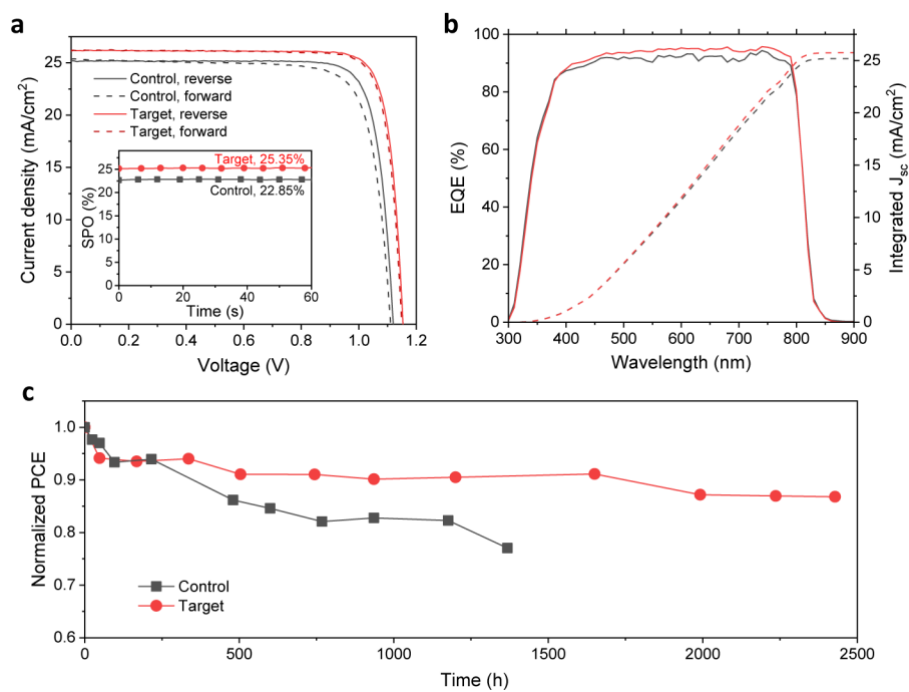 a
Current density (mA/cm²)
30
25
20
15
10
5
0
Control, reverse
Control, forward
Target, reverse
Target, forward
SPO (%)
25
20
15
10
5
0
Target, 25.35%
Control, 22.85%
0 20 40 60
Time (s)
0.0 0.2 0.4 0.6 0.8 1.0 1.2
Voltage (V)
b
EQE (%)
100
80
60
40
20
0
25
20
15
10
5
0
Integrated Jsc (mA/cm²)
300 400 500 600 700 800 900
Wavelength (nm)
c
Normalized PCE
1.0
0.9
0.8
0.7
0.6
Control
Target
0 500 1000 1500 2000 2500
Time (h)